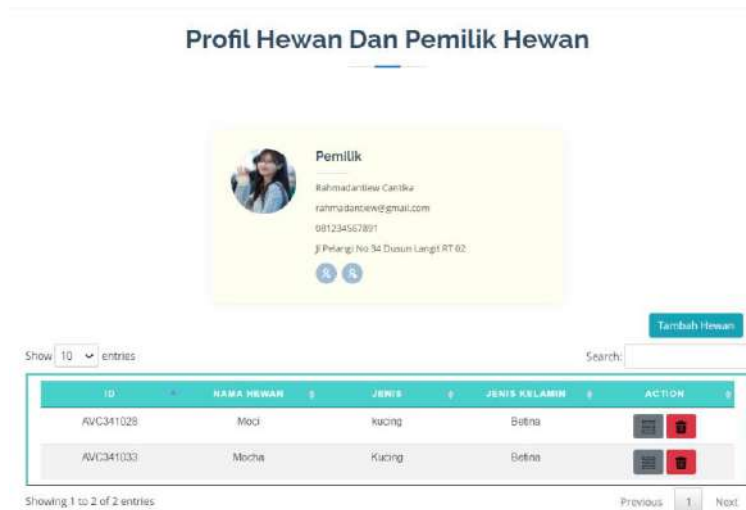 Profil Hewan Dan Pemilik Hewan
Pemilik
Rahmadantiew Cantika
rahmadantiew@gmail.com
081234567891
Jl Pelangi No 34 Dusun Langit RT 02
Tambah Hewan
Show 10 entries Search:
ID NAMA HEWAN JENIS JENIS KELAMIN ACTION
AVC341028 Moci kucing Betina
AVC341033 Mocha Kucing Betina
Showing 1 to 2 of 2 entries Previous 1 Next